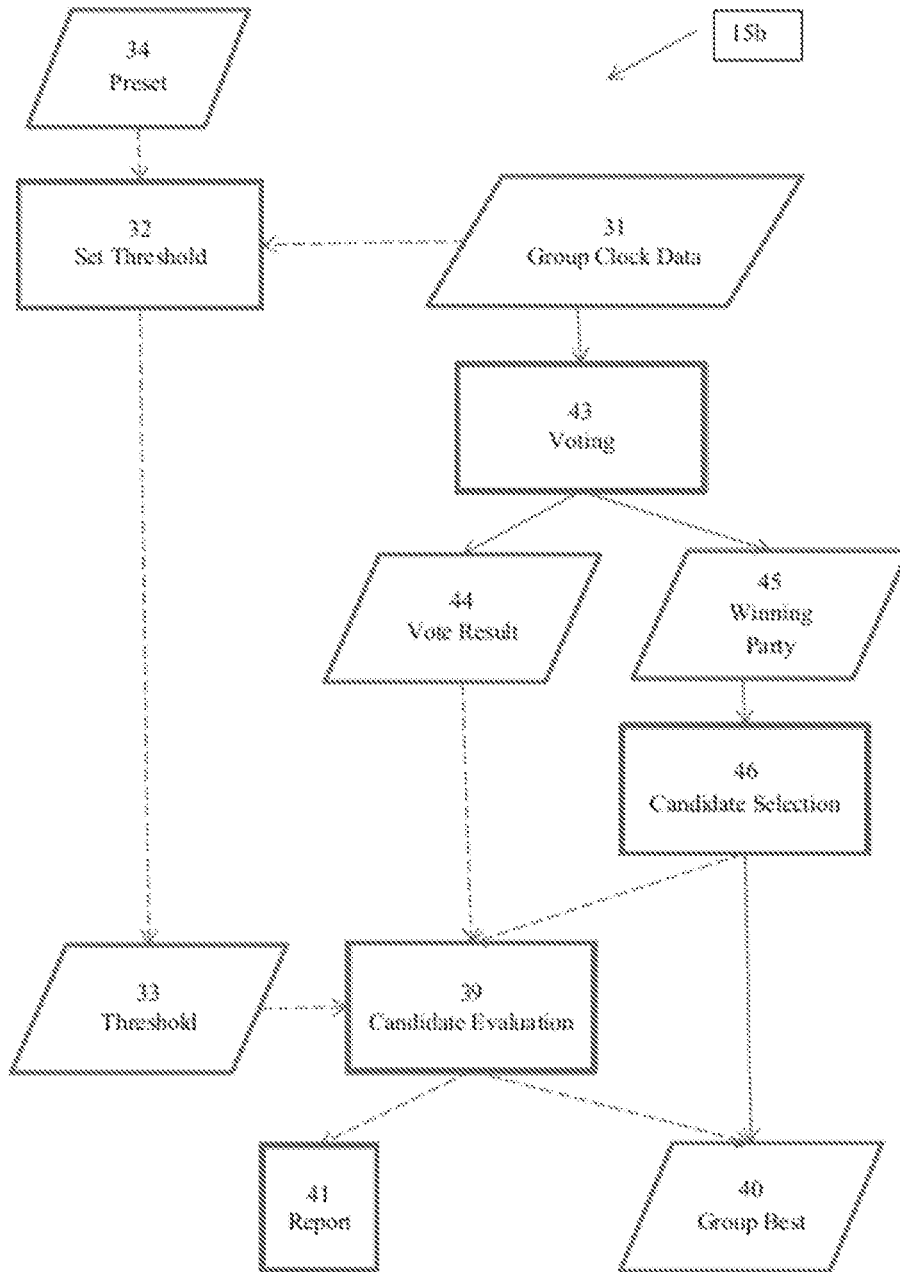 34
Preset
15b
32
Set Threshold
31
Group Clock Data
43
Voting
44
Vote Result
45
Winning
Party
46
Candidate Selection
33
Threshold
39
Candidate Evaluation
41
Report
40
Group Best